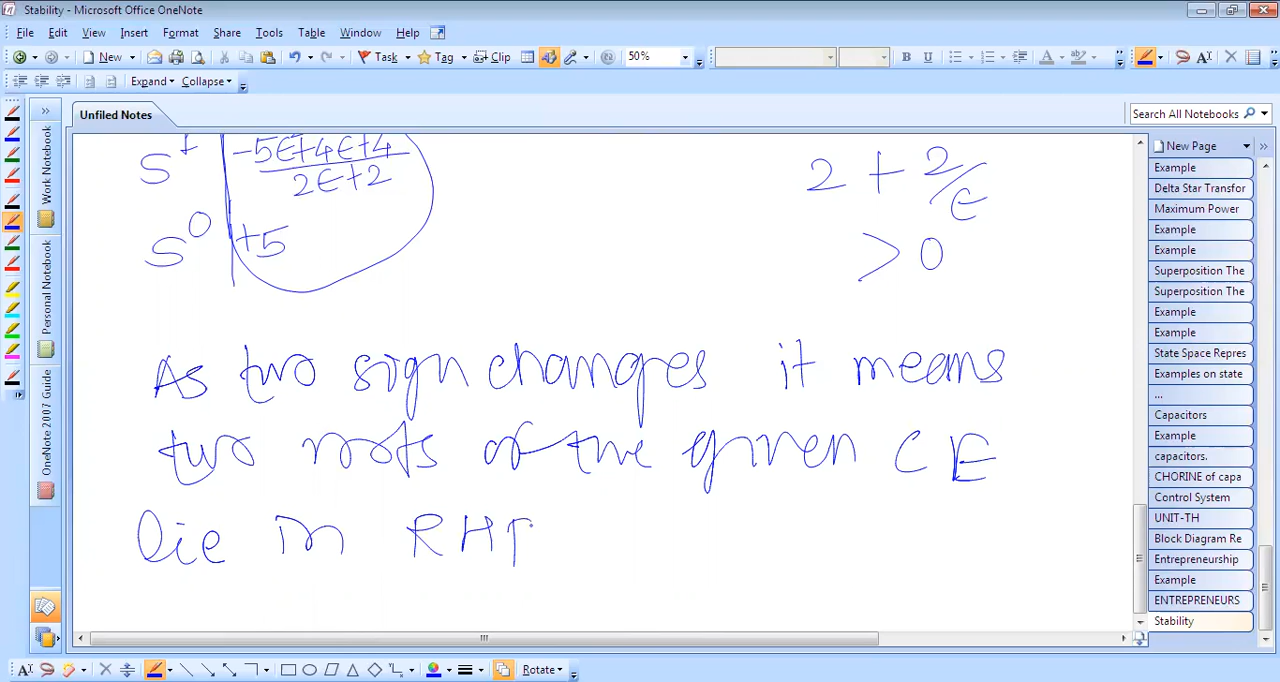 Stability - Microsoft Office OneNote
File Edit View Insert Format Share Tools Table Window Help
New Task Tag Clip 50% B U A
Expand Collapse
Unfiled Notes
Search All Notebooks
New Page
Work Notebook
Personal Notebook
OneNote 2007 Guide
S¹ -5ϵ+4ϵ+4
2ϵ+2
S⁰ +5
2 + 2/ϵ
> 0
As two sign changes it means
two roots of the given C E
lie in RHP
Example
Delta Star Transfor
Maximum Power
Example
Example
Superposition The
Superposition The
Example
Example
State Space Repres
Examples on state
...
Capacitors
Example
capacitors.
CHORINE of capa
Control System
UNIT-TH
Block Diagram Re
Entrepreneurship
Example
ENTREPRENEURS
Stability
Rotate